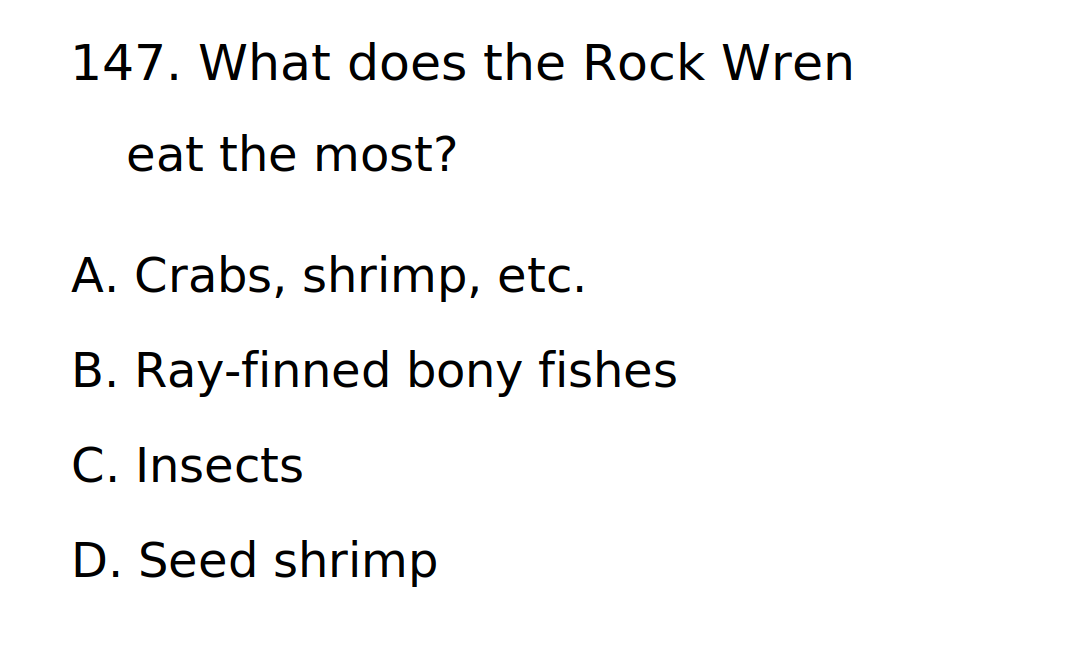 147. What does the Rock Wren
eat the most?
A. Crabs, shrimp, etc.
B. Ray-finned bony fishes
C. Insects
D. Seed shrimp